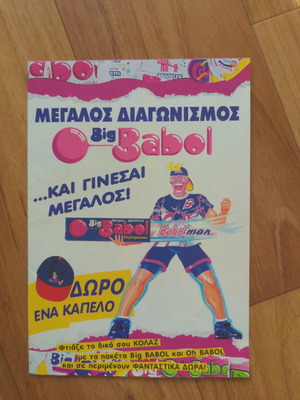 ΜΕΓΑΛΟΣ ΔΙΑΓΩΝΙΣΜΟΣ
Big
Babol
...ΚΑΙ ΓΙΝΕΣΑΙ
ΜΕΓΑΛΟΣ!
Big Babol
Babolman
ΔΩΡΟ
ΕΝΑ ΚΑΠΕΛΟ
Φτιάξε το δικό σου ΚΟΛΑΖ
με τα πακέτα Big BABOL και Oh BABOL
και σε περιμένουν ΦΑΝΤΑΣΤΙΚΑ ΔΩΡΑ!